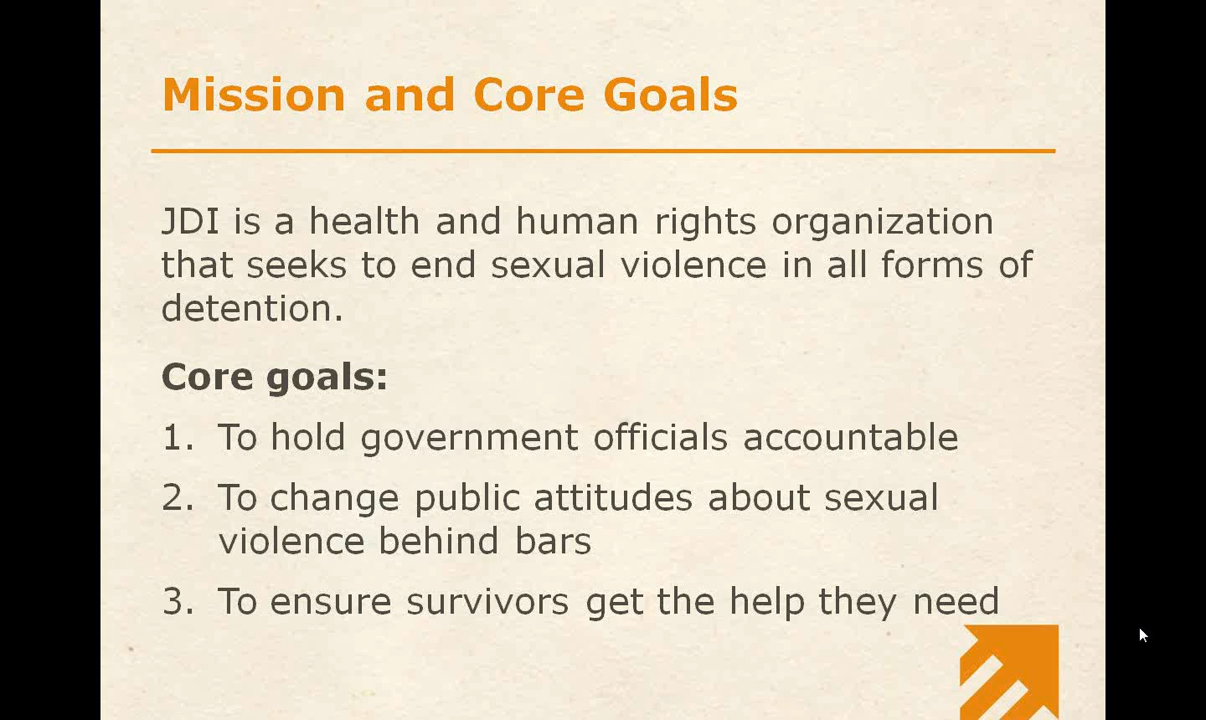 Mission and Core Goals
JDI is a health and human rights organization
that seeks to end sexual violence in all forms of
detention.
Core goals:
1. To hold government officials accountable
2. To change public attitudes about sexual
violence behind bars
3. To ensure survivors get the help they need